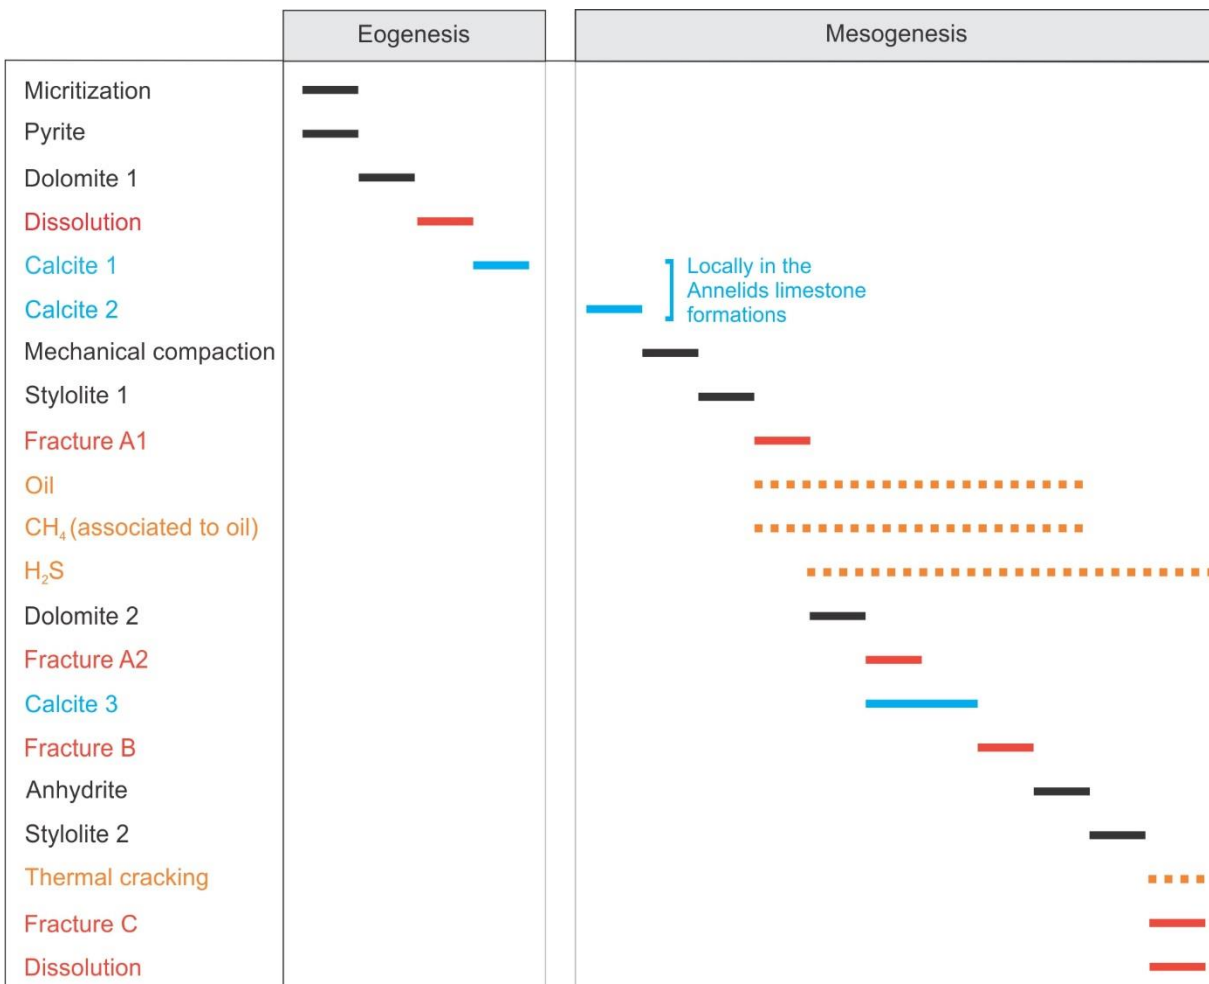 Eogenesis
Mesogenesis
Micritization
Pyrite
Dolomite 1
Dissolution
Calcite 1
Locally in the
Annelids limestone
formations
Calcite 2
Mechanical compaction
Stylolite 1
Fracture A1
Oil
CH₄ (associated to oil)
H₂S
Dolomite 2
Fracture A2
Calcite 3
Fracture B
Anhydrite
Stylolite 2
Thermal cracking
Fracture C
Dissolution